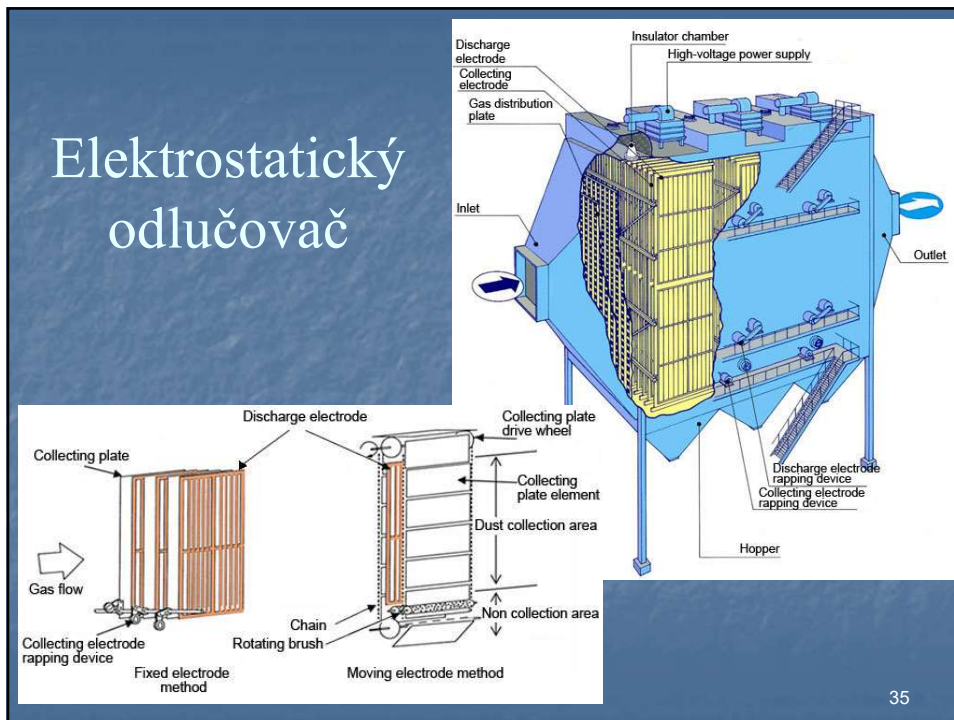 Elektrostatický
odlučovač
Insulator chamber
High-voltage power supply
Discharge
electrode
Collecting
electrode
Gas distribution
plate
Inlet
Outlet
Discharge electrode
rapping device
Collecting electrode
rapping device
Hopper
Discharge electrode
Collecting plate
Gas flow
Collecting electrode
rapping device
Fixed electrode
method
Collecting plate
drive wheel
Collecting
plate element
Dust collection area
Non collection area
Chain
Rotating brush
Moving electrode method
35